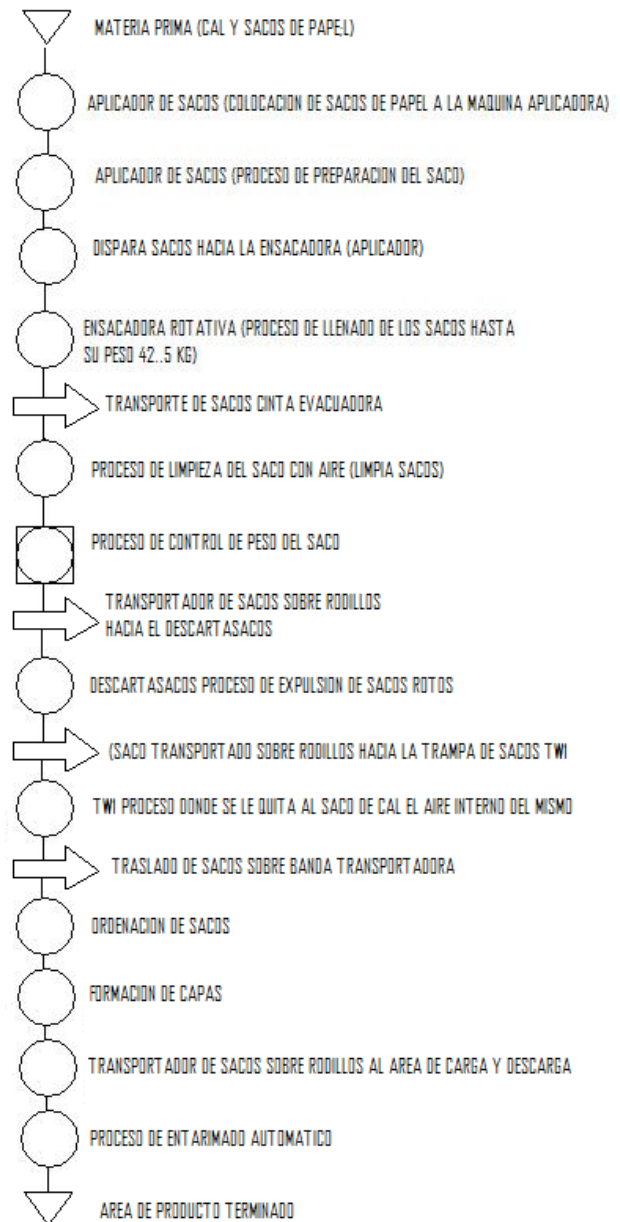 MATERIA PRIMA (CAL Y SACOS DE PAPE;L)
APLICADOR DE SACOS (COLOCACION DE SACOS DE PAPEL A LA MAQUINA APLICADORA)
APLICADOR DE SACOS (PROCESO DE PREPARACION DEL SACO)
DISPARA SACOS HACIA LA ENSACADORA (APLICADOR)
ENSACADORA ROTATIVA (PROCESO DE LLENADO DE LOS SACOS HASTA
SU PESO 42..5 KG)
TRANSPORTE DE SACOS CINTA EVACUADORA
PROCESO DE LIMPIEZA DEL SACO CON AIRE (LIMPIA SACOS)
PROCESO DE CONTROL DE PESO DEL SACO
TRANSPORTADOR DE SACOS SOBRE RODILLOS
HACIA EL DESCARTASACOS
DESCARTASACOS PROCESO DE EXPULSION DE SACOS ROTOS
(SACO TRANSPORTADO SOBRE RODILLOS HACIA LA TRAMPA DE SACOS TW1
TW1 PROCESO DONDE SE LE QUITA AL SACO DE CAL EL AIRE INTERNO DEL MISMO
TRASLADO DE SACOS SOBRE BANDA TRANSPORTADORA
ORDENACION DE SACOS
FORMACION DE CAPAS
TRANSPORTADOR DE SACOS SOBRE RODILLOS AL AREA DE CARGA Y DESCARGA
PROCESO DE ENTARIMADO AUTOMATICO
AREA DE PRODUCTO TERMINADO